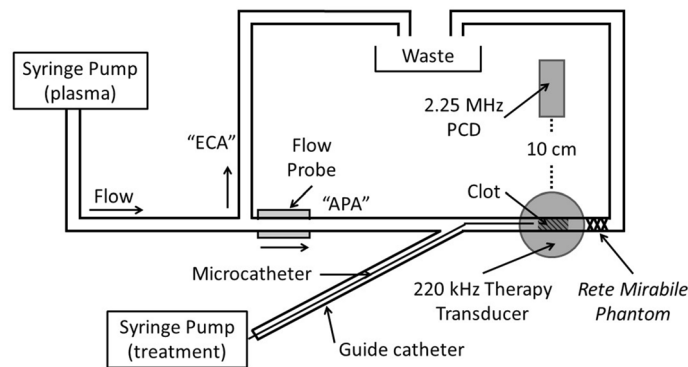 Syringe Pump
(plasma)
Waste
2.25 MHz
PCD
"ECA"
Flow
Probe
10 cm
Flow
"APA"
Clot
Microcatheter
220 kHz Therapy
Transducer
Rete Mirabile
Phantom
Syringe Pump
(treatment)
Guide catheter